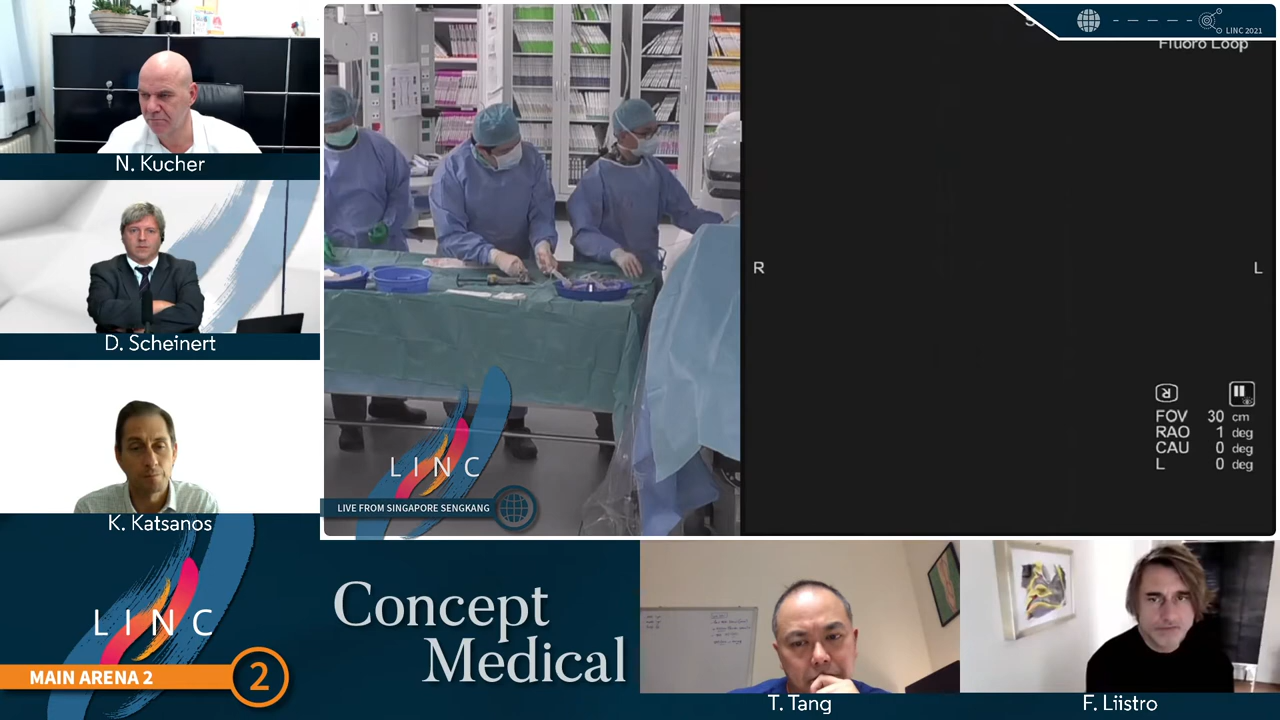 N. Kucher
D. Scheinert
K. Katsanos
LINC
MAIN ARENA 2
2
LINC
LIVE FROM SINGAPORE SENGKANG
LINC 2021
Fluoro Loop
R
L
R
FOV 30 cm
RAO 1 deg
CAU 0 deg
L 0 deg
Concept
Medical
T. Tang
F. Liistro